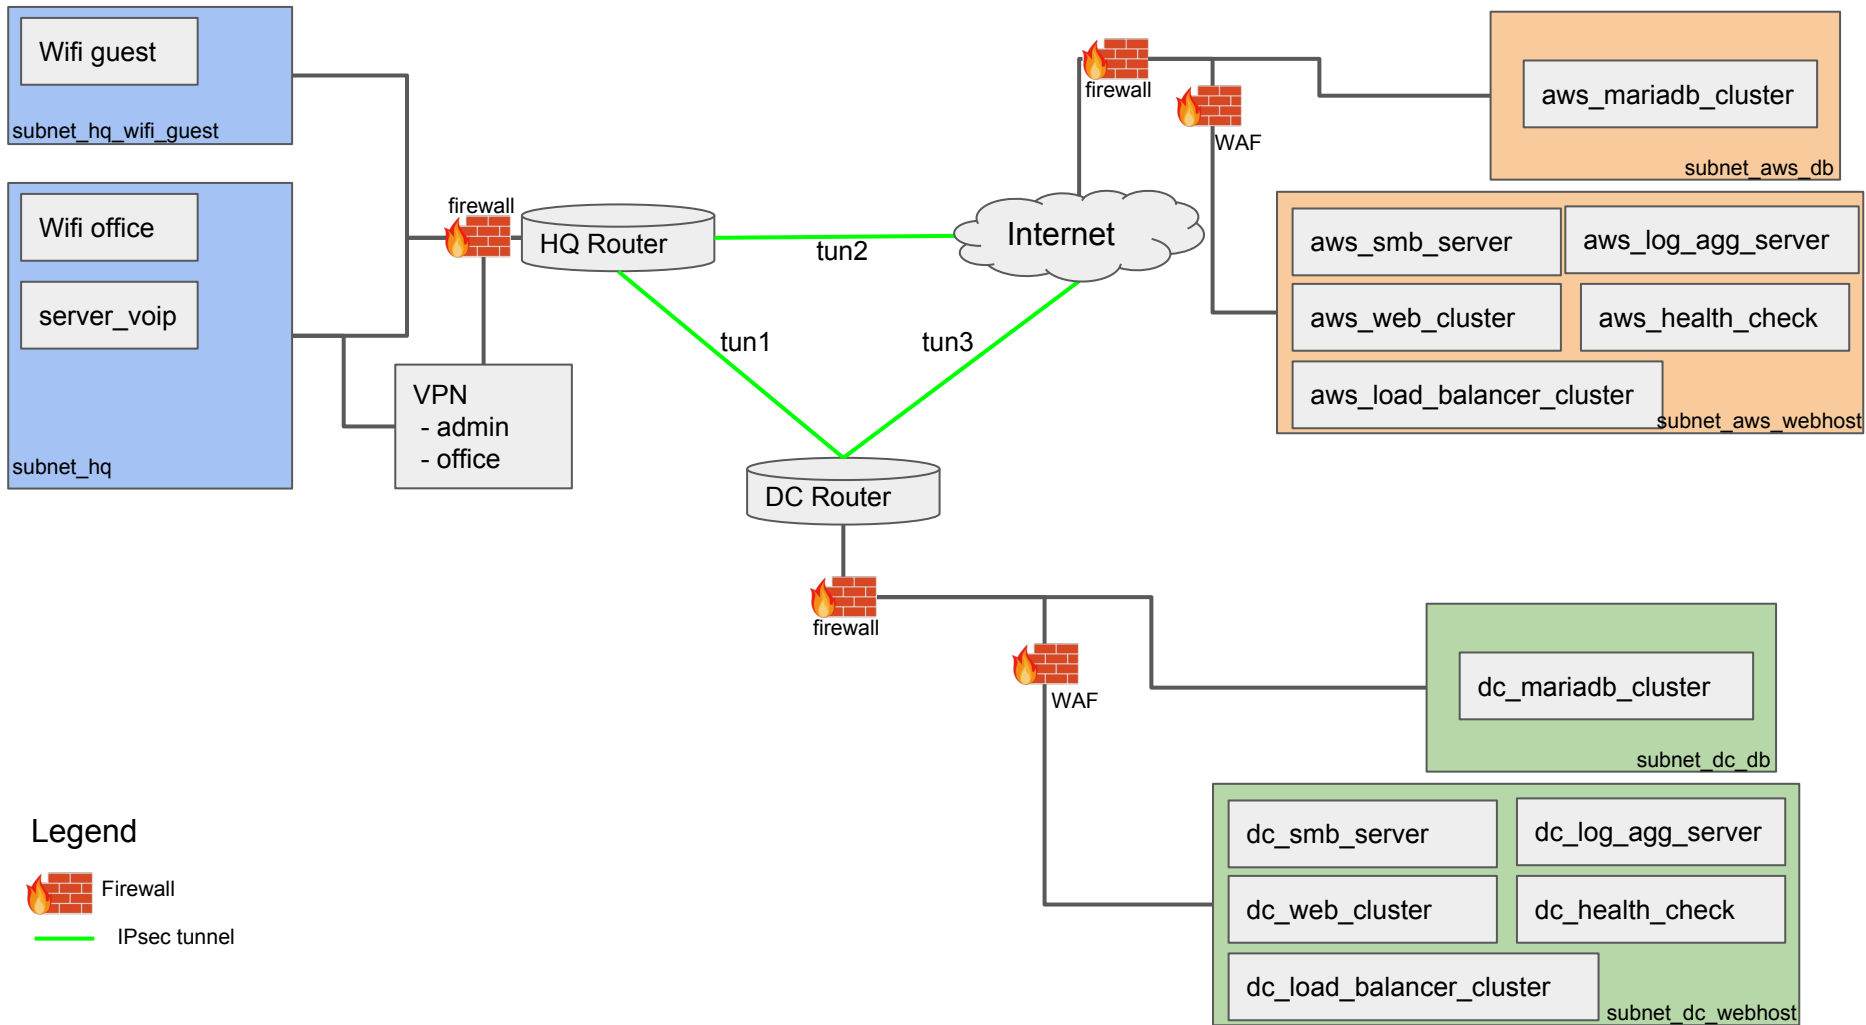 Wifi guest
subnet_hq_wifi_guest
Wifi office
server_voip
subnet_hq
VPN
- admin
- office
firewall
HQ Router
tun2
Internet
tun1
tun3
DC Router
firewall
WAF
aws_mariadb_cluster
subnet_aws_db
aws_smb_server
aws_log_agg_server
aws_web_cluster
aws_health_check
aws_load_balancer_cluster
subnet_aws_webhost
firewall
WAF
dc_mariadb_cluster
subnet_dc_db
dc_smb_server
dc_log_agg_server
dc_web_cluster
dc_health_check
dc_load_balancer_cluster
subnet_dc_webhost
Legend
Firewall
IPsec tunnel